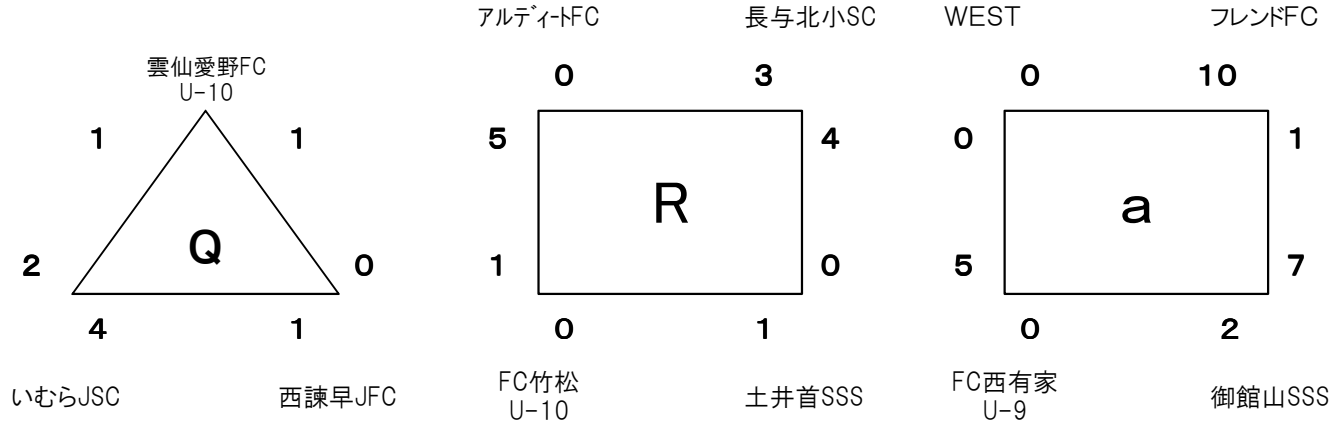 アルディートFC 長与北小SC WEST フレンドFC
雲仙愛野FC
U-10
0 3 0 10
1 1 5 4 0 1
Q R a
2 0 1 0 5 7
4 1 0 1 0 2
いむらJSC 西諫早JFC
FC竹松
U-10
土井首SSS
FC西有家
U-9
御館山SSS